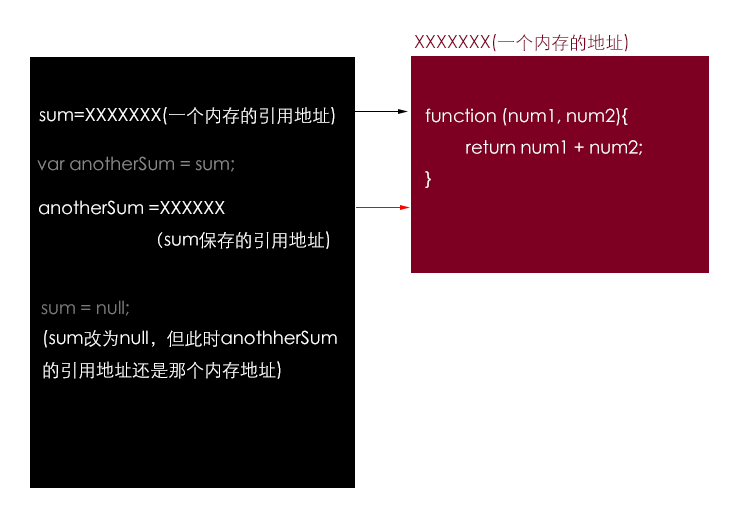 XXXXXXX(一个内存的地址)
sum=XXXXXXX(一个内存的引用地址)
function (num1, num2){
return num1 + num2;
}
var anotherSum = sum;
anotherSum =XXXXXX
（sum保存的引用地址)
sum = null;
(sum改为null，但此时anothherSum
的引用地址还是那个内存地址)